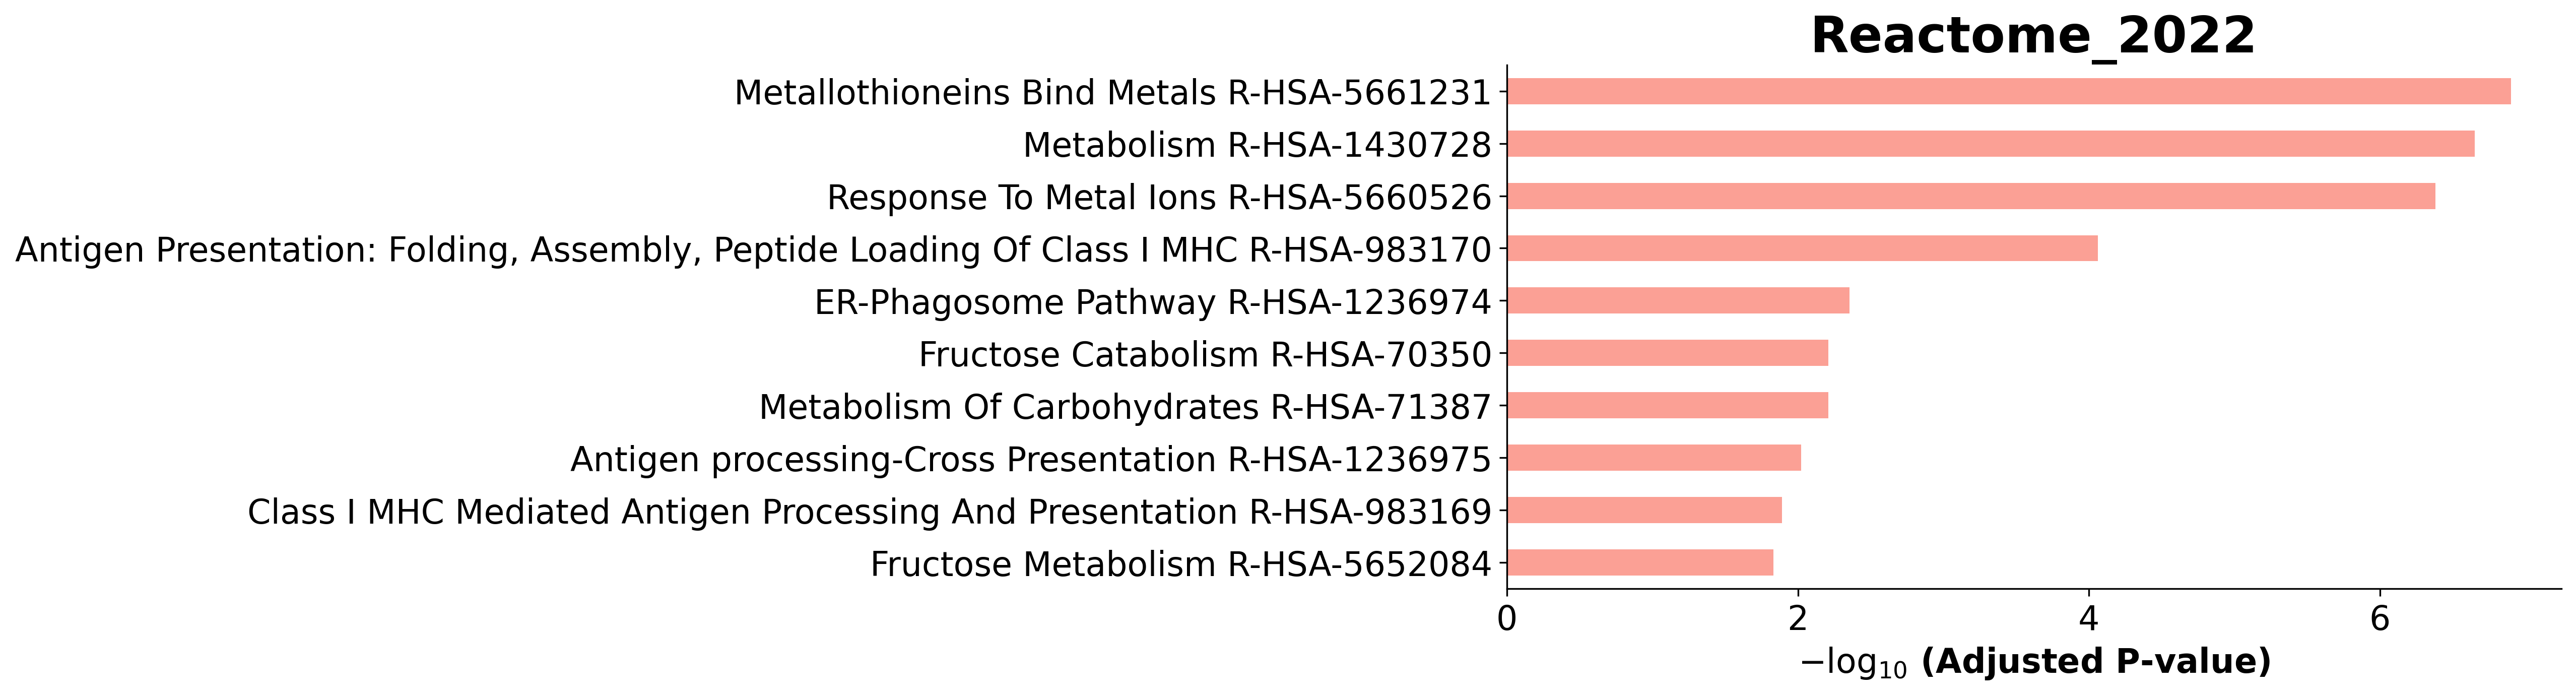 Reactome_2022
Metallothioneins Bind Metals R-HSA-5661231
Metabolism R-HSA-1430728
Response To Metal Ions R-HSA-5660526
Antigen Presentation: Folding, Assembly, Peptide Loading Of Class I MHC R-HSA-983170
ER-Phagosome Pathway R-HSA-1236974
Fructose Catabolism R-HSA-70350
Metabolism Of Carbohydrates R-HSA-71387
Antigen processing-Cross Presentation R-HSA-1236975
Class I MHC Mediated Antigen Processing And Presentation R-HSA-983169
Fructose Metabolism R-HSA-5652084
0 2 4 6
−log₁₀ (Adjusted P-value)